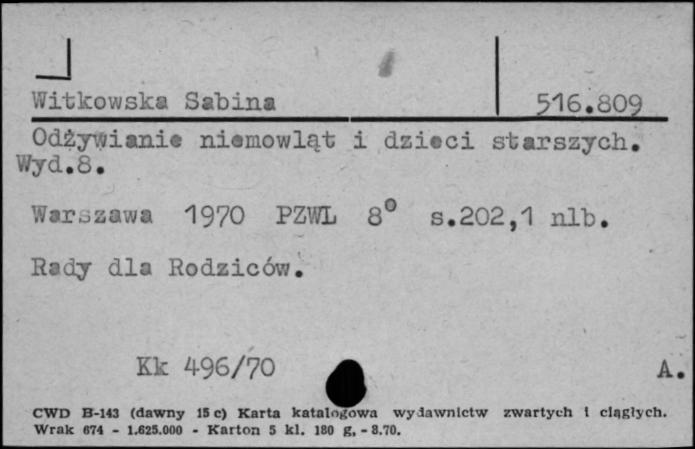 Witkowska Sabina 516.809
Odżywianie niemowląt i dzieci starszych.
Wyd.8.
Warszawa 1970 PZWL 8° s.202,1 nlb.
Rady dla Rodziców.
Kk 496/70 A.
CWD B-143 (dawny 15 c) Karta katalogowa wydawnictw zwartych i ciągłych.
Wrak 674 - 1.625.000 - Karton 5 kl. 180 g. - 8.70.